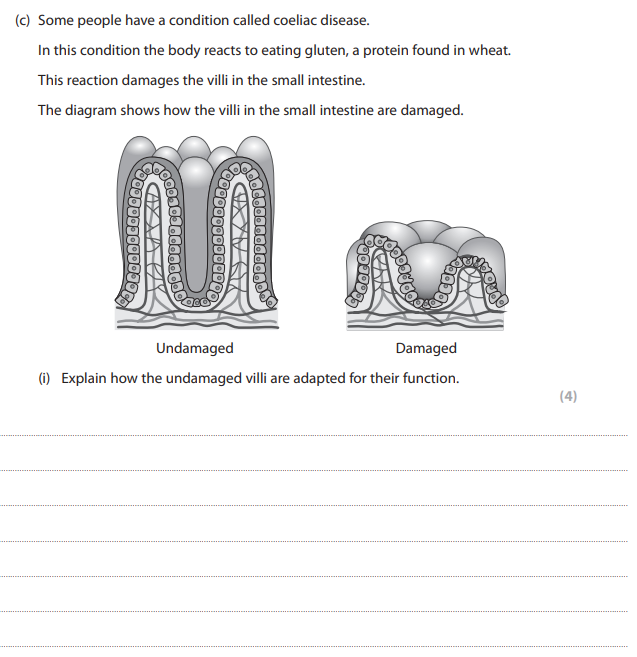 (c) Some people have a condition called coeliac disease.
In this condition the body reacts to eating gluten, a protein found in wheat.
This reaction damages the villi in the small intestine.
The diagram shows how the villi in the small intestine are damaged.
Undamaged Damaged
(i) Explain how the undamaged villi are adapted for their function.
(4)